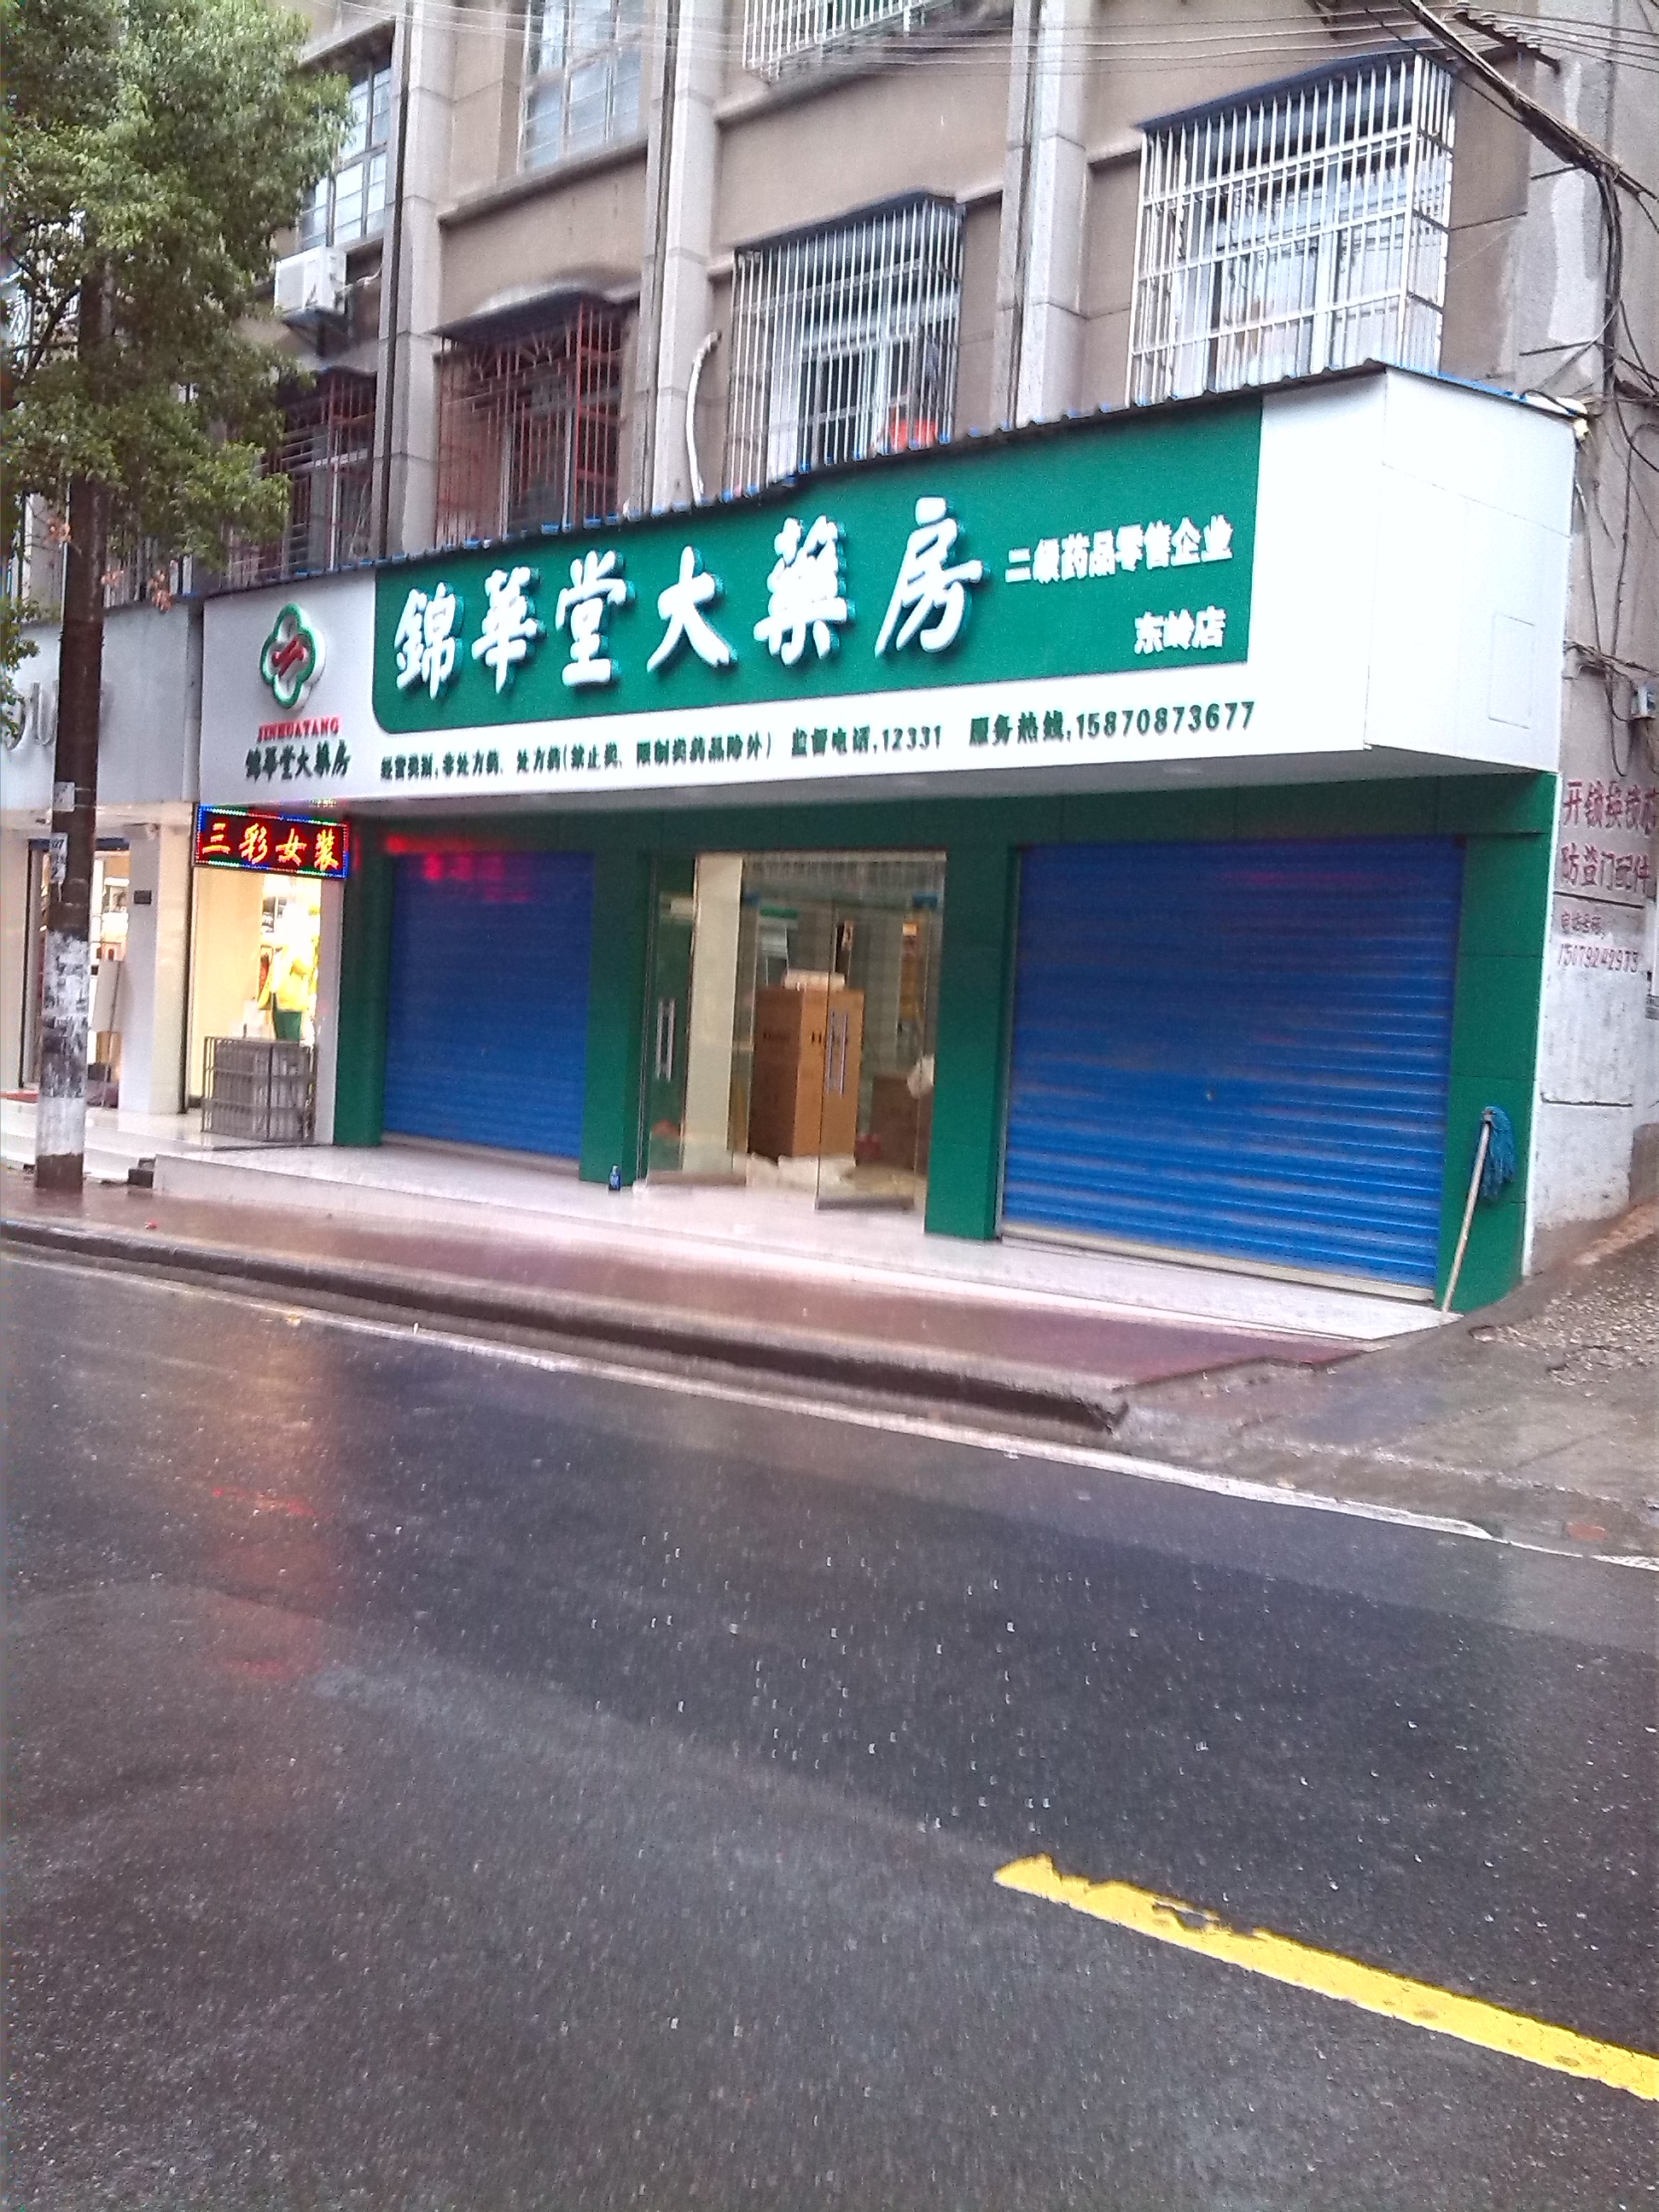 錦華堂大藥房
二级药品零售企业
东岭店
JINHUATANG
錦華堂大藥房
经营类别:非处方药、处方药(禁止类、限制类药品除外) 监督电话:12331 服务热线:15870873677
三彩女装
开锁换锁芯
防盗门配件